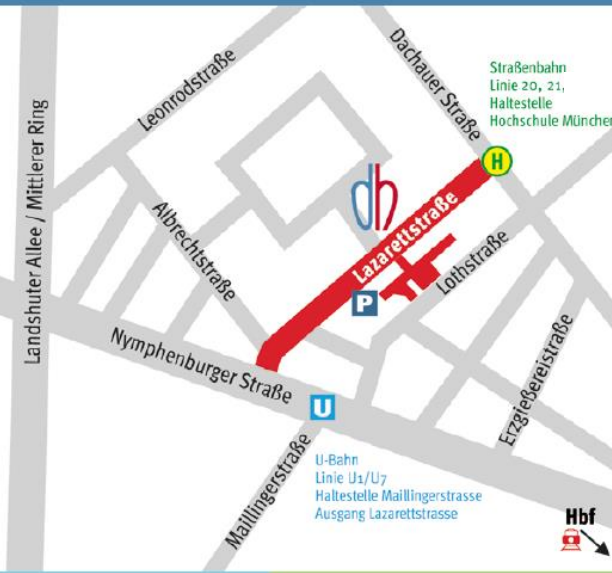 Dachauer Straße
Straßenbahn
Linie 20, 21,
Haltestelle
Hochschule München
H
Leonrodstraße
Landshuter Allee / Mittlerer Ring
dh
Albrechtstraße
Lazarettstraße
Lothstraße
P
Nymphenburger Straße
Erzgießereistraße
U
Maillingerstraße
U-Bahn
Linie U1/U7
Haltestelle Maillingerstrasse
Ausgang Lazarettstrasse
Hbf